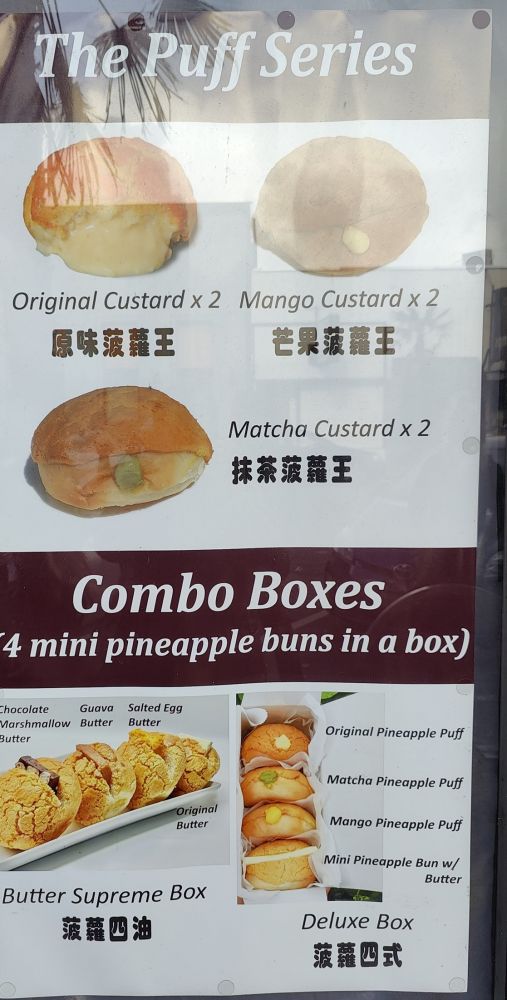 The Puff Series
Original Custard x 2
原味菠蘿王
Mango Custard x 2
芒果菠蘿王
Matcha Custard x 2
抹茶菠蘿王
Combo Boxes
(4 mini pineapple buns in a box)
Chocolate
Marshmallow
Butter
Guava
Butter
Salted Egg
Butter
Original
Butter
Butter Supreme Box
菠蘿四油
Original Pineapple Puff
Matcha Pineapple Puff
Mango Pineapple Puff
Mini Pineapple Bun w/
Butter
Deluxe Box
菠蘿四式